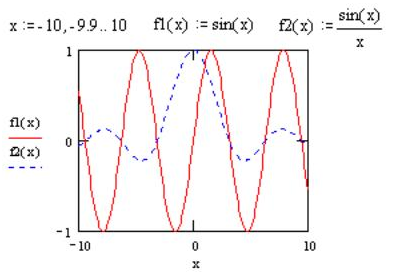 x := -10, -9.9.. 10 f1(x) := sin(x) f2(x) := sin(x)/x
1
f1(x)
0
f2(x)
-1
-10 0 10
x